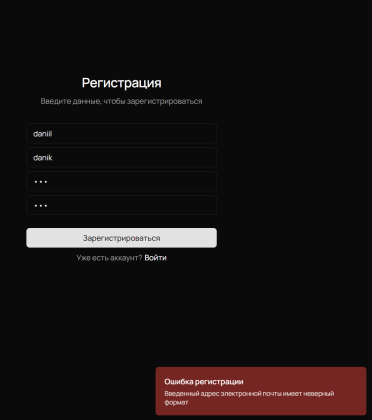 Регистрация
Введите данные, чтобы зарегистрироваться
daniil
danik
•••
•••
Зарегистрироваться
Уже есть аккаунт? Войти
Ошибка регистрации
Введенный адрес электронной почты имеет неверный
формат